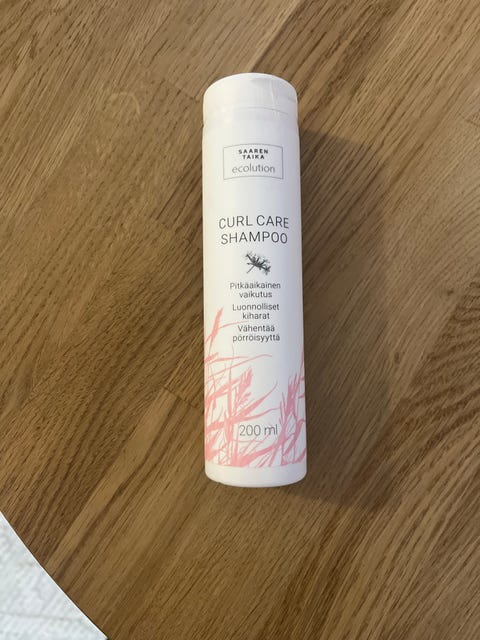 SAAREN
TAIKA
ecolution
CURL CARE
SHAMPOO
Pitkäaikainen
vaikutus
Luonnolliset
kiharat
Vähentää
pörröisyyttä
200 ml